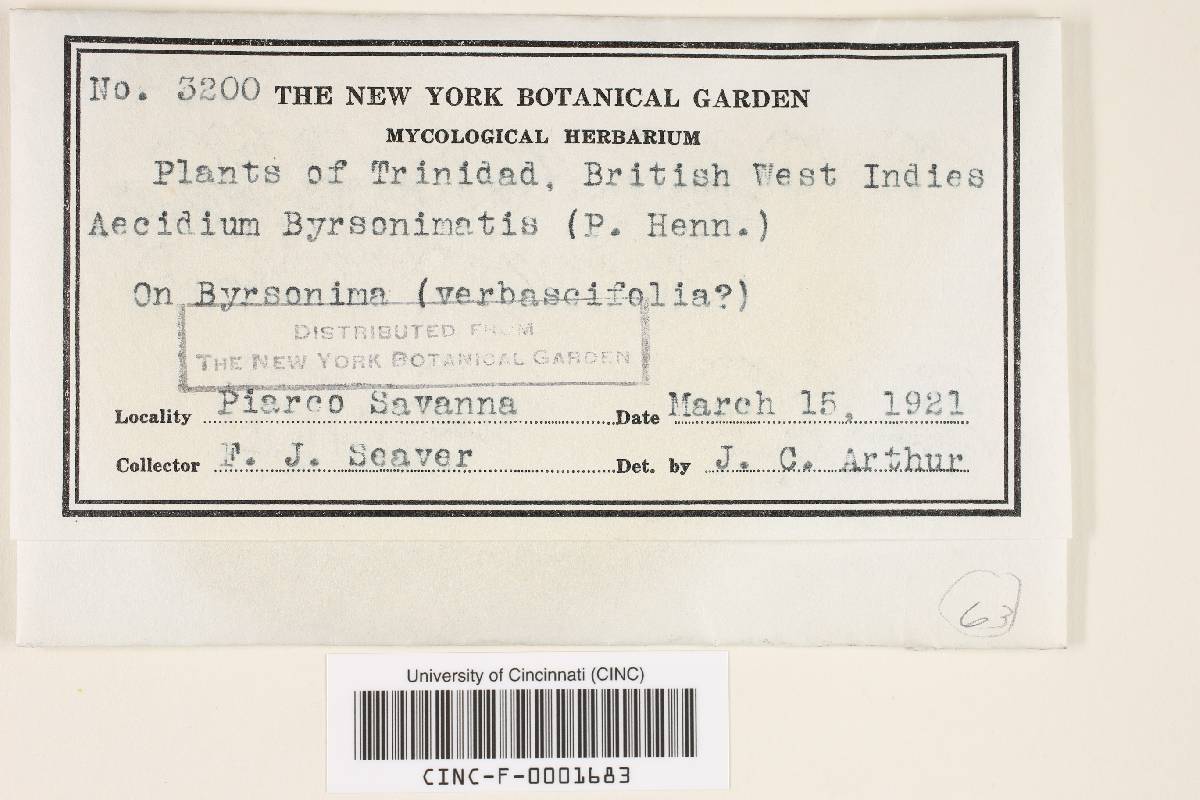 No. 3200 THE NEW YORK BOTANICAL GARDEN
MYCOLOGICAL HERBARIUM
Plants of Trinidad, British West Indies
Aecidium Byrsonimatis (P. Henn.)
On Byrsonima (verbascifolia?)
DISTRIBUTED FROM
THE NEW YORK BOTANICAL GARDEN
Locality Piarco Savanna Date March 15, 1921
Collector F. J. Seaver Det. by J. C. Arthur
63
University of Cincinnati (CINC)
CINC-F-0001683